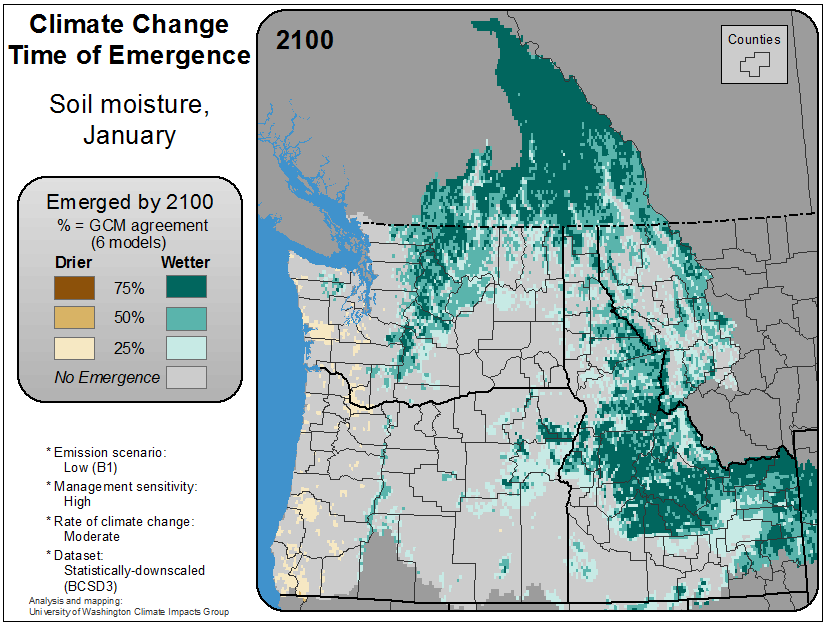 Climate Change
Time of Emergence
Soil moisture,
January
Emerged by 2100
% = GCM agreement
(6 models)
Drier Wetter
75%
50%
25%
No Emergence
* Emission scenario:
Low (B1)
* Management sensitivity:
High
* Rate of climate change:
Moderate
* Dataset:
Statistically-downscaled
(BCSD3)
Analysis and mapping:
University of Washington Climate Impacts Group
2100
Counties